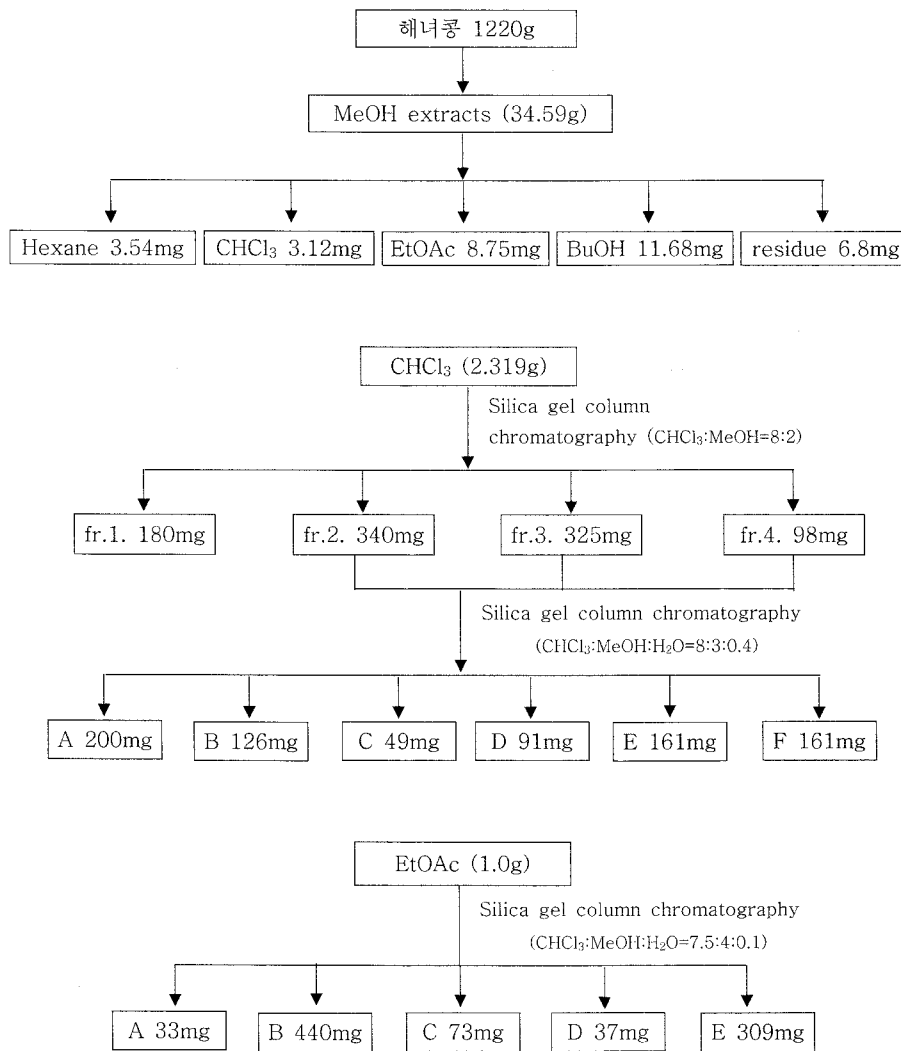 해녀콩 1220g
MeOH extracts (34.59g)
Hexane 3.54mg
CHCl₃ 3.12mg
EtOAc 8.75mg
BuOH 11.68mg
residue 6.8mg
CHCl₃ (2.319g)
Silica gel column
chromatography (CHCl₃:MeOH=8:2)
fr.1. 180mg
fr.2. 340mg
fr.3. 325mg
fr.4. 98mg
Silica gel column chromatography
(CHCl₃:MeOH:H₂O=8:3:0.4)
A 200mg
B 126mg
C 49mg
D 91mg
E 161mg
F 161mg
EtOAc (1.0g)
Silica gel column chromatography
(CHCl₃:MeOH:H₂O=7.5:4:0.1)
A 33mg
B 440mg
C 73mg
D 37mg
E 309mg